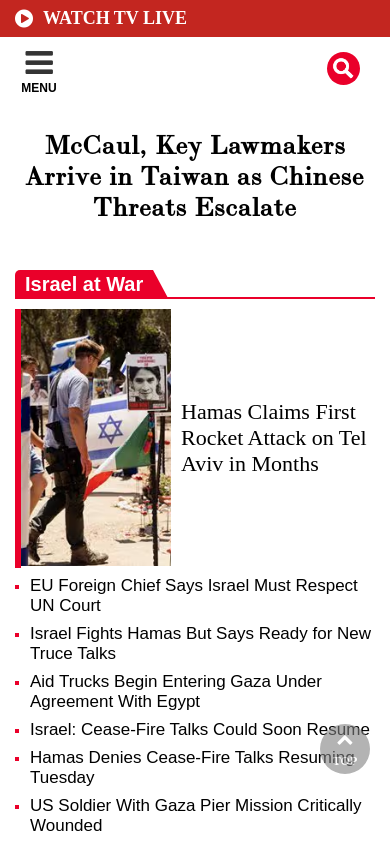 WATCH TV LIVE
MENU
McCaul, Key Lawmakers
Arrive in Taiwan as Chinese
Threats Escalate
Israel at War
Hamas Claims First
Rocket Attack on Tel
Aviv in Months
EU Foreign Chief Says Israel Must Respect
UN Court
Israel Fights Hamas But Says Ready for New
Truce Talks
Aid Trucks Begin Entering Gaza Under
Agreement With Egypt
Israel: Cease-Fire Talks Could Soon Resume
Hamas Denies Cease-Fire Talks Resuming
TOP
Tuesday
US Soldier With Gaza Pier Mission Critically
Wounded